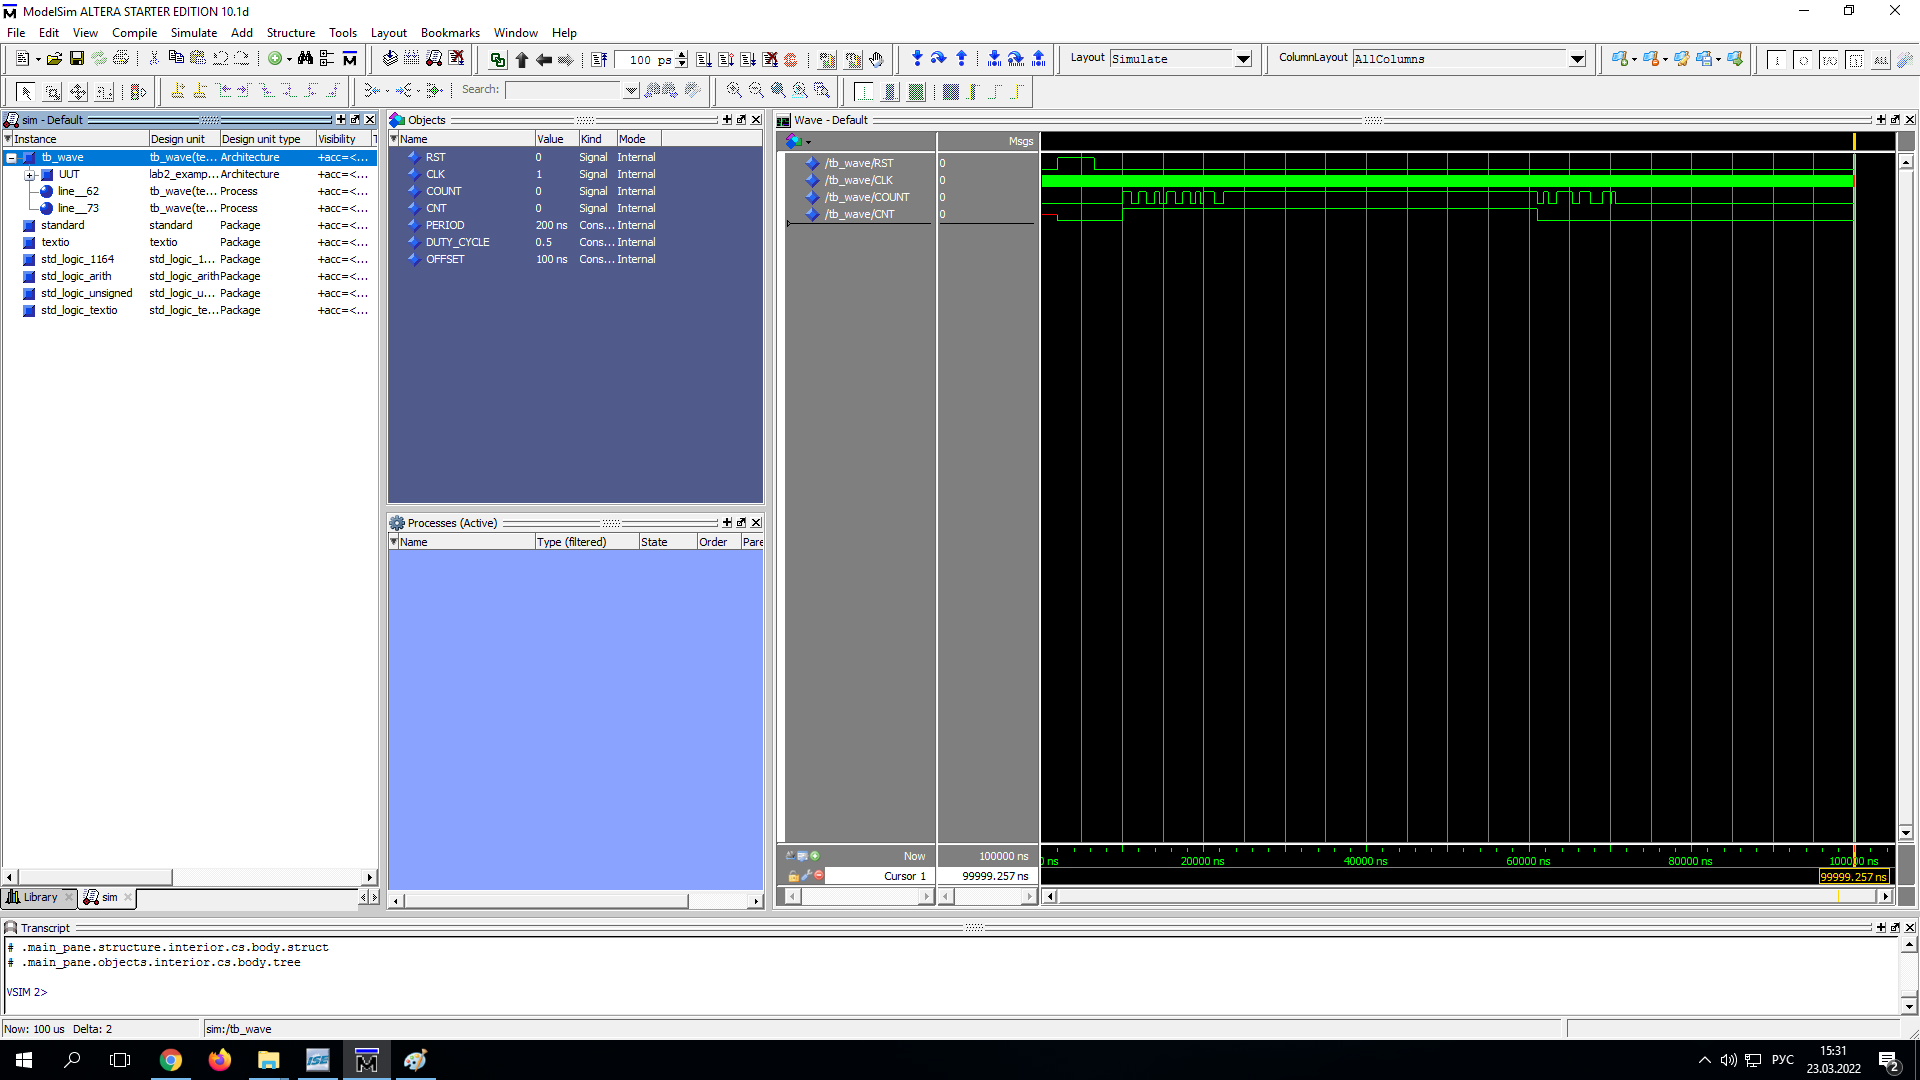 ModelSim ALTERA STARTER EDITION 10.1d
File Edit View Compile Simulate Add Structure Tools Layout Bookmarks Window Help
100 ps Layout Simulate ColumnLayout AllColumns
Search:
sim - Default
Instance Design unit Design unit type Visibility T
tb_wave tb_wave(te... Architecture +acc=<...
UUT lab2_examp... Architecture +acc=<...
line__62 tb_wave(te... Process +acc=<...
line__73 tb_wave(te... Process +acc=<...
standard standard Package +acc=<...
textio textio Package +acc=<...
std_logic_1164 std_logic_1... Package +acc=<...
std_logic_arith std_logic_arith Package +acc=<...
std_logic_unsigned std_logic_u... Package +acc=<...
std_logic_textio std_logic_te... Package +acc=<...
Library sim
Objects
Name Value Kind Mode
RST 0 Signal Internal
CLK 1 Signal Internal
COUNT 0 Signal Internal
CNT 0 Signal Internal
PERIOD 200 ns Cons... Internal
DUTY_CYCLE 0.5 Cons... Internal
OFFSET 100 ns Cons... Internal
Processes (Active)
Name Type (filtered) State Order Pare
Wave - Default
Msgs
/tb_wave/RST 0
/tb_wave/CLK 0
/tb_wave/COUNT 0
/tb_wave/CNT 0
Now 100000 ns
0 ns 20000 ns 40000 ns 60000 ns 80000 ns 100000 ns
Cursor 1 99999.257 ns
99999.257 ns
Transcript
# .main_pane.structure.interior.cs.body.struct
# .main_pane.objects.interior.cs.body.tree
VSIM 2>
Now: 100 us Delta: 2 sim:/tb_wave
ISE M РУС 15:31
23.03.2022
2